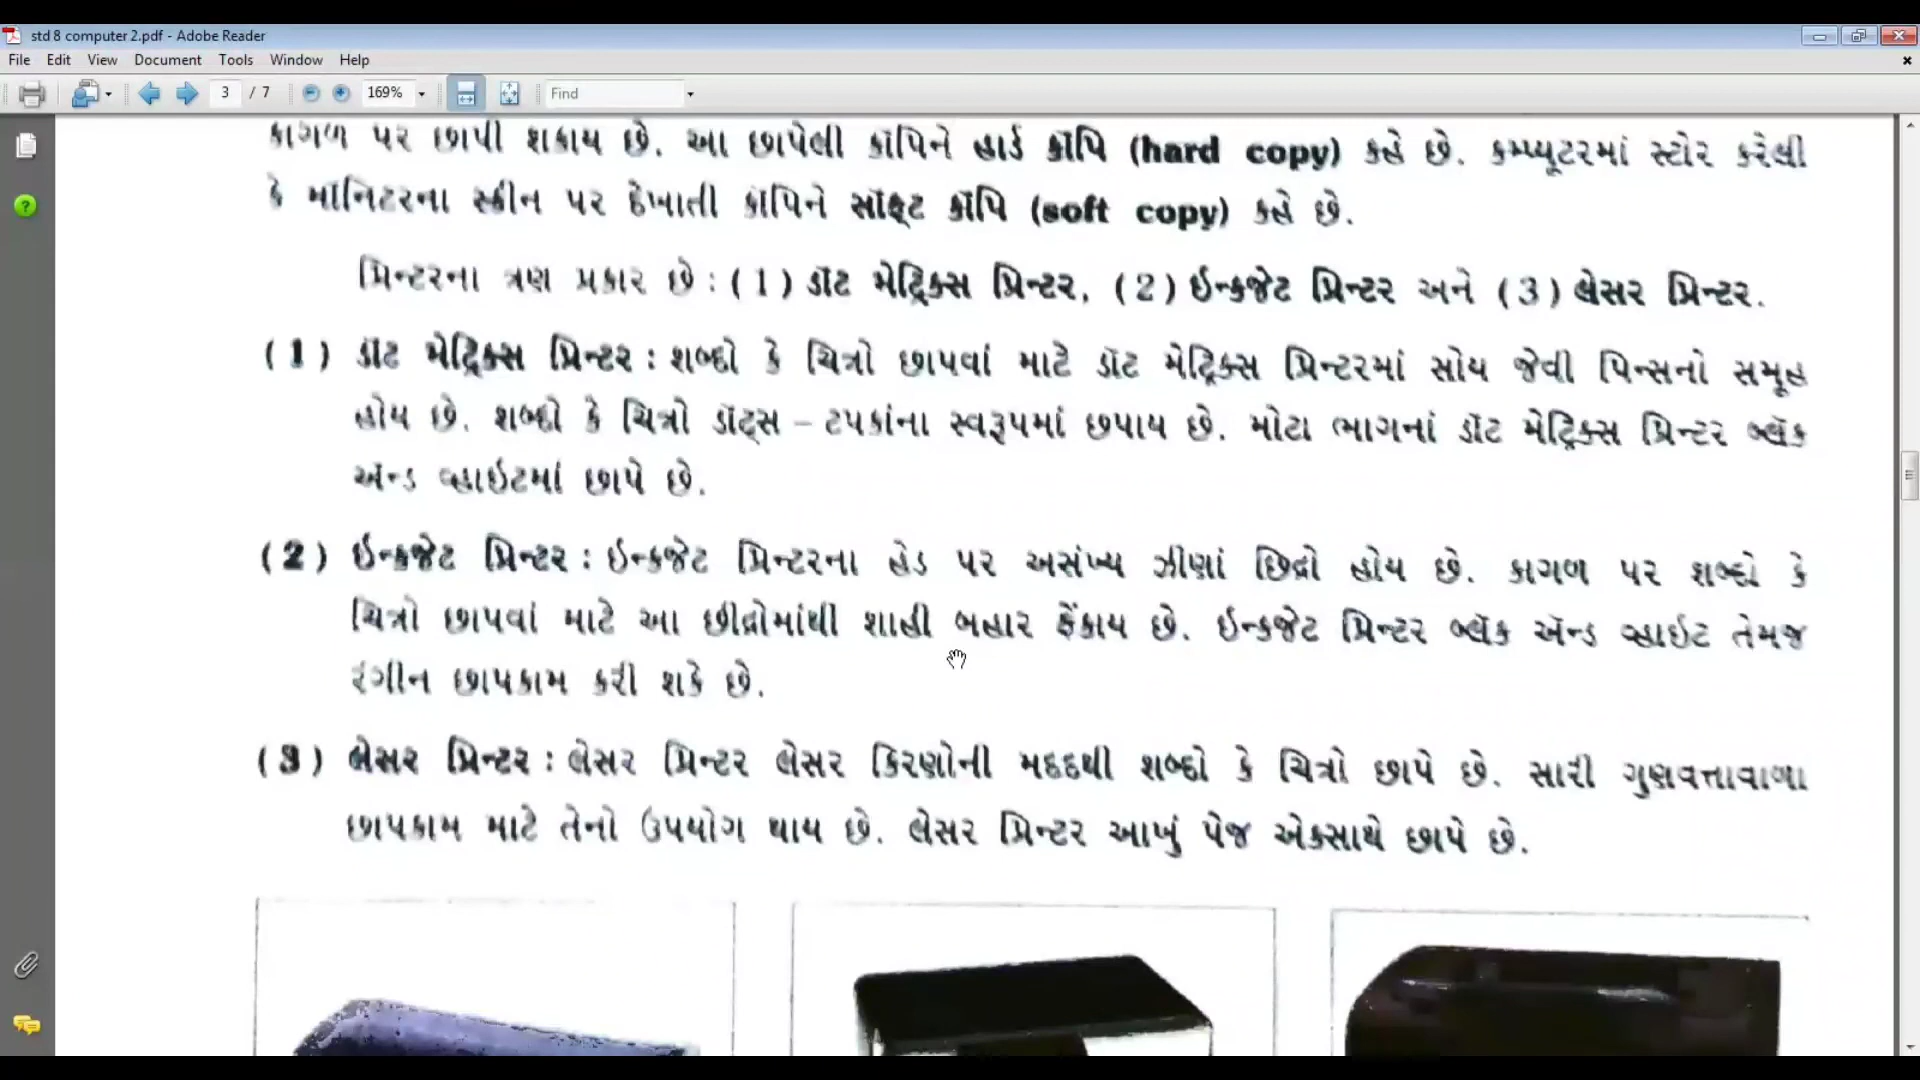 std 8 computer 2.pdf - Adobe Reader
File Edit View Document Tools Window Help
3 / 7 169% Find
કાગળ પર છાપી શકાય છે. આ છાપેલી કૉપિને હાર્ડ કૉપિ (hard copy) કહે છે. કમ્પ્યૂટરમાં સ્ટોર કરેલી
કે મૉનિટરના સ્ક્રીન પર દેખાતી કૉપિને સૉફ્ટ કૉપિ (soft copy) કહે છે.
પ્રિન્ટરના ત્રણ પ્રકાર છે : (1) ડૉટ મેટ્રિક્સ પ્રિન્ટર, (2) ઇન્કજેટ પ્રિન્ટર અને (3) લેસર પ્રિન્ટર.
(1) ડૉટ મેટ્રિક્સ પ્રિન્ટર : શબ્દો કે ચિત્રો છાપવાં માટે ડૉટ મેટ્રિક્સ પ્રિન્ટરમાં સોય જેવી પિન્સનો સમૂહ
હોય છે. શબ્દો કે ચિત્રો ડૉટ્સ – ટપકાંના સ્વરૂપમાં છપાય છે. મોટા ભાગનાં ડૉટ મેટ્રિક્સ પ્રિન્ટર બ્લૅક
ઍન્ડ વ્હાઇટમાં છાપે છે.
(2) ઇન્કજેટ પ્રિન્ટર : ઇન્કજેટ પ્રિન્ટરના હેડ પર અસંખ્ય ઝીણાં છિદ્રો હોય છે. કાગળ પર શબ્દો કે
ચિત્રો છાપવાં માટે આ છીદ્રોમાંથી શાહી બહાર ફેંકાય છે. ઇન્કજેટ પ્રિન્ટર બ્લૅક ઍન્ડ વ્હાઇટ તેમજ
રંગીન છાપકામ કરી શકે છે.
(3) લેસર પ્રિન્ટર : લેસર પ્રિન્ટર લેસર કિરણોની મદદથી શબ્દો કે ચિત્રો છાપે છે. સારી ગુણવત્તાવાળા
છાપકામ માટે તેનો ઉપયોગ થાય છે. લેસર પ્રિન્ટર આખું પેજ એકસાથે છાપે છે.